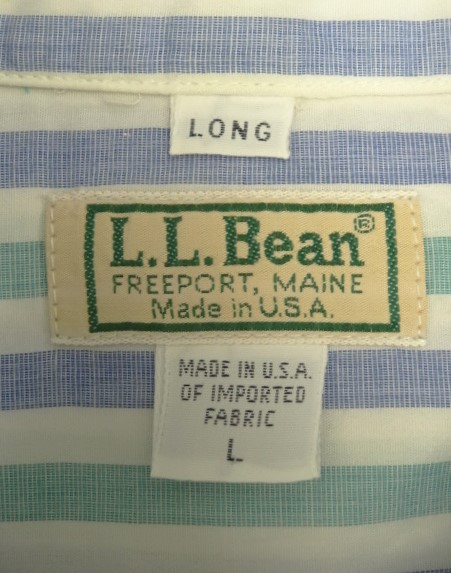 LONG
L.L.Bean®
FREEPORT, MAINE
Made in U.S.A.
MADE IN U.S.A.
OF IMPORTED
FABRIC
L